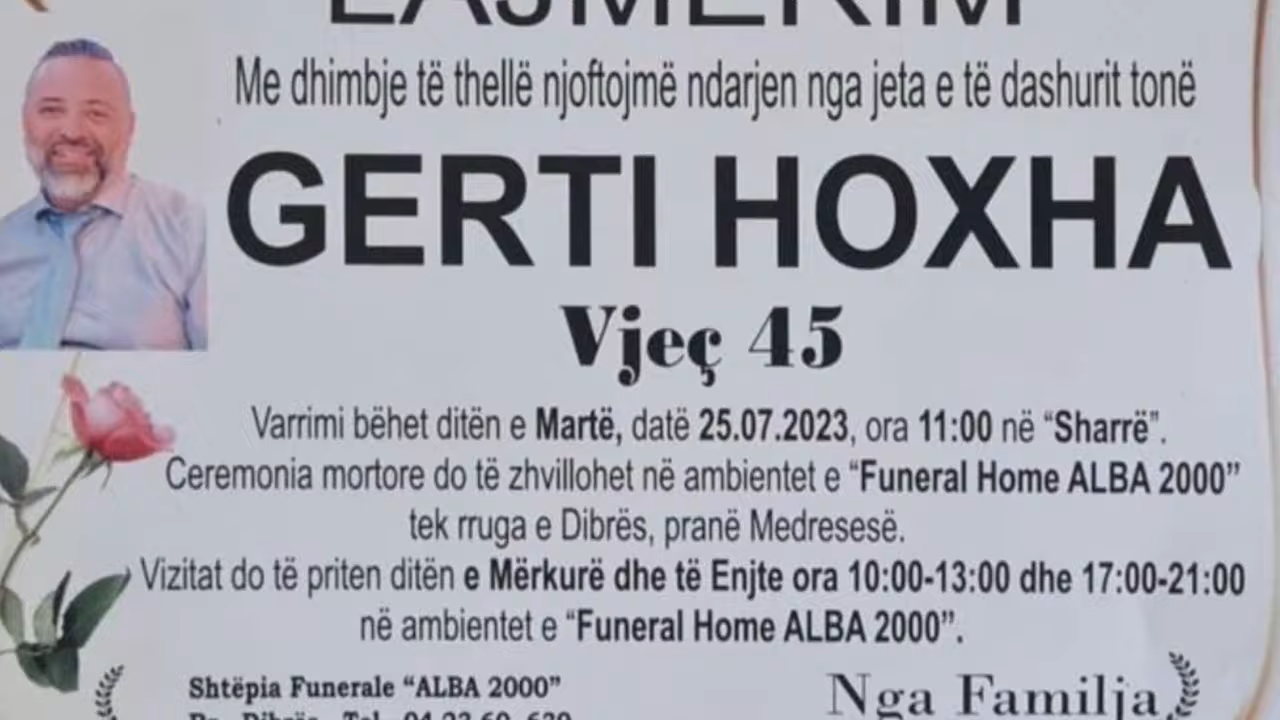 LAJMËRIM
Me dhimbje të thellë njoftojmë ndarjen nga jeta e të dashurit tonë
GERTI HOXHA
Vjeç 45
Varrimi bëhet ditën e Martë, datë 25.07.2023, ora 11:00 në “Sharrë”.
Ceremonia mortore do të zhvillohet në ambientet e “Funeral Home ALBA 2000”
tek rruga e Dibrës, pranë Medresesë.
Vizitat do të priten ditën e Mërkurë dhe të Enjte ora 10:00-13:00 dhe 17:00-21:00
në ambientet e “Funeral Home ALBA 2000”.
Shtëpia Funerale “ALBA 2000”
Nga Familja